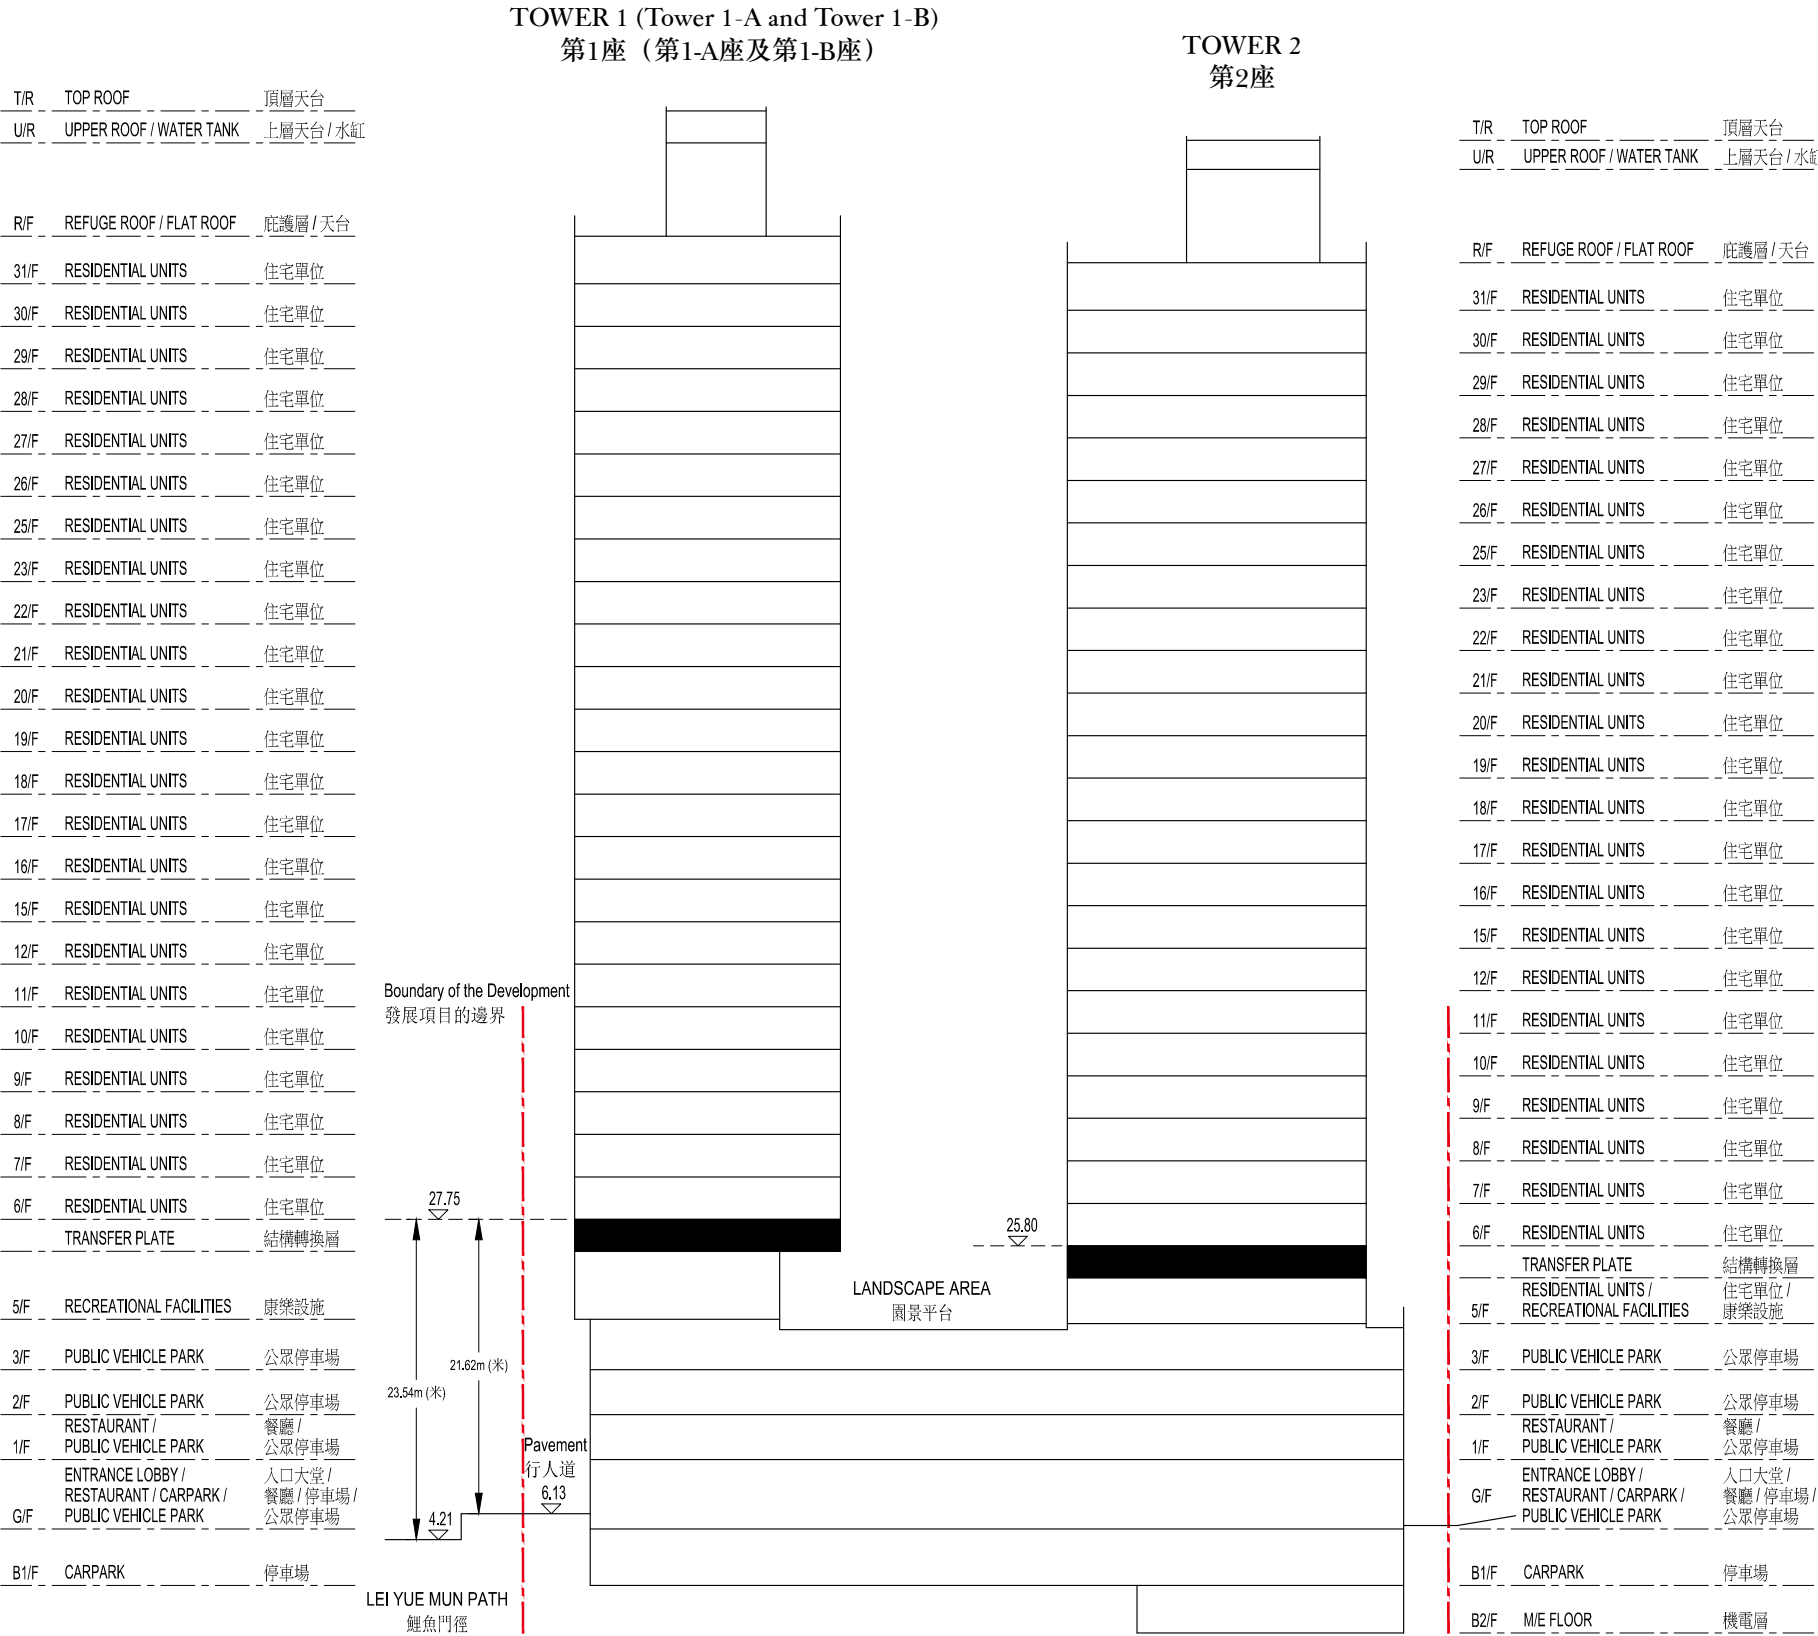 TOWER 1 (Tower 1-A and Tower 1-B)
第1座（第1-A座及第1-B座）
TOWER 2
第2座
T/R TOP ROOF 頂層天台
U/R UPPER ROOF / WATER TANK 上層天台 / 水缸
R/F REFUGE ROOF / FLAT ROOF 庇護層 / 天台
31/F RESIDENTIAL UNITS 住宅單位
30/F RESIDENTIAL UNITS 住宅單位
29/F RESIDENTIAL UNITS 住宅單位
28/F RESIDENTIAL UNITS 住宅單位
27/F RESIDENTIAL UNITS 住宅單位
26/F RESIDENTIAL UNITS 住宅單位
25/F RESIDENTIAL UNITS 住宅單位
23/F RESIDENTIAL UNITS 住宅單位
22/F RESIDENTIAL UNITS 住宅單位
21/F RESIDENTIAL UNITS 住宅單位
20/F RESIDENTIAL UNITS 住宅單位
19/F RESIDENTIAL UNITS 住宅單位
18/F RESIDENTIAL UNITS 住宅單位
17/F RESIDENTIAL UNITS 住宅單位
16/F RESIDENTIAL UNITS 住宅單位
15/F RESIDENTIAL UNITS 住宅單位
12/F RESIDENTIAL UNITS 住宅單位
11/F RESIDENTIAL UNITS 住宅單位
10/F RESIDENTIAL UNITS 住宅單位
9/F RESIDENTIAL UNITS 住宅單位
8/F RESIDENTIAL UNITS 住宅單位
7/F RESIDENTIAL UNITS 住宅單位
6/F RESIDENTIAL UNITS 住宅單位
TRANSFER PLATE 結構轉換層
5/F RECREATIONAL FACILITIES 康樂設施
3/F PUBLIC VEHICLE PARK 公眾停車場
2/F PUBLIC VEHICLE PARK 公眾停車場
RESTAURANT / 餐廳 /
1/F PUBLIC VEHICLE PARK 公眾停車場
ENTRANCE LOBBY / 入口大堂 /
RESTAURANT / CARPARK / 餐廳 / 停車場 /
G/F PUBLIC VEHICLE PARK 公眾停車場
B1/F CARPARK 停車場
Boundary of the Development
發展項目的邊界
27.75
21.62m (米)
23.54m (米)
Pavement
行人道
6.13
4.21
LEI YUE MUN PATH
鯉魚門徑
25.80
LANDSCAPE AREA
園景平台
T/R TOP ROOF 頂層天台
U/R UPPER ROOF / WATER TANK 上層天台 / 水缸
R/F REFUGE ROOF / FLAT ROOF 庇護層 / 天台
31/F RESIDENTIAL UNITS 住宅單位
30/F RESIDENTIAL UNITS 住宅單位
29/F RESIDENTIAL UNITS 住宅單位
28/F RESIDENTIAL UNITS 住宅單位
27/F RESIDENTIAL UNITS 住宅單位
26/F RESIDENTIAL UNITS 住宅單位
25/F RESIDENTIAL UNITS 住宅單位
23/F RESIDENTIAL UNITS 住宅單位
22/F RESIDENTIAL UNITS 住宅單位
21/F RESIDENTIAL UNITS 住宅單位
20/F RESIDENTIAL UNITS 住宅單位
19/F RESIDENTIAL UNITS 住宅單位
18/F RESIDENTIAL UNITS 住宅單位
17/F RESIDENTIAL UNITS 住宅單位
16/F RESIDENTIAL UNITS 住宅單位
15/F RESIDENTIAL UNITS 住宅單位
12/F RESIDENTIAL UNITS 住宅單位
11/F RESIDENTIAL UNITS 住宅單位
10/F RESIDENTIAL UNITS 住宅單位
9/F RESIDENTIAL UNITS 住宅單位
8/F RESIDENTIAL UNITS 住宅單位
7/F RESIDENTIAL UNITS 住宅單位
6/F RESIDENTIAL UNITS 住宅單位
TRANSFER PLATE 結構轉換層
RESIDENTIAL UNITS / 住宅單位 /
5/F RECREATIONAL FACILITIES 康樂設施
3/F PUBLIC VEHICLE PARK 公眾停車場
2/F PUBLIC VEHICLE PARK 公眾停車場
RESTAURANT / 餐廳 /
1/F PUBLIC VEHICLE PARK 公眾停車場
ENTRANCE LOBBY / 入口大堂 /
G/F RESTAURANT / CARPARK / 餐廳 / 停車場 /
PUBLIC VEHICLE PARK 公眾停車場
B1/F CARPARK 停車場
B2/F M/E FLOOR 機電層